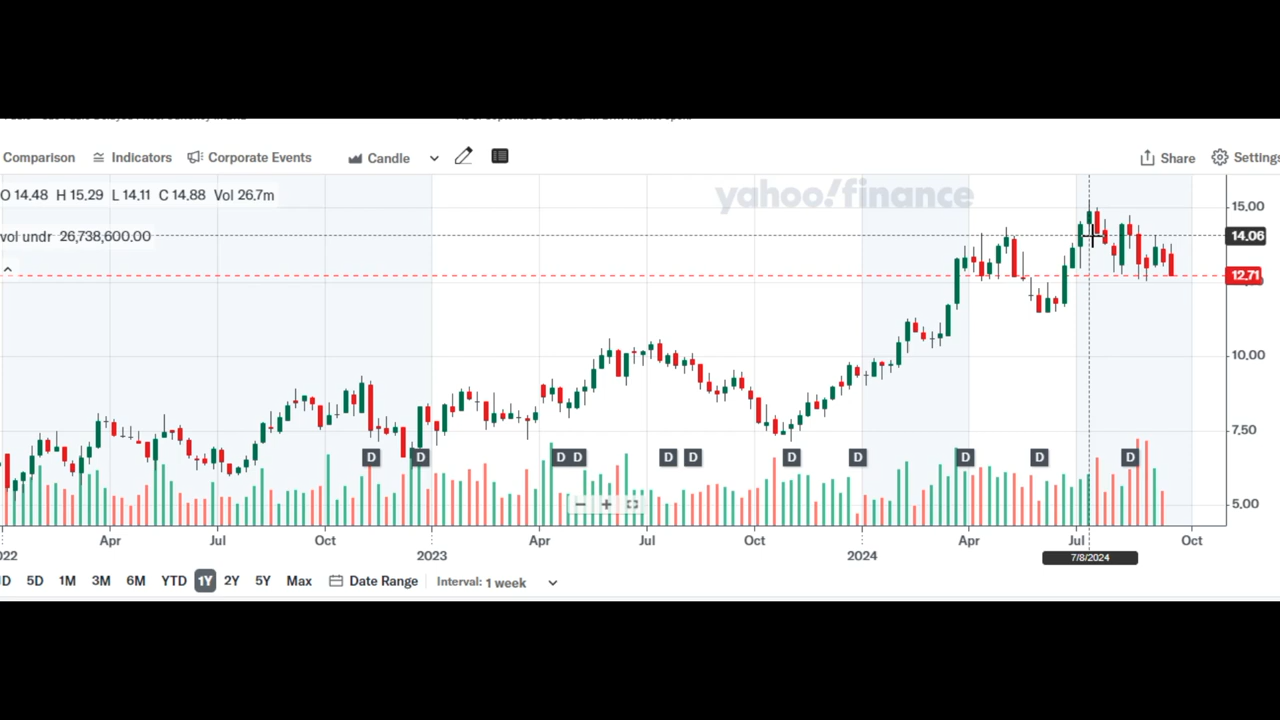 Comparison Indicators Corporate Events Candle Share Settings
O 14.48 H 15.29 L 14.11 C 14.88 Vol 26.7m
yahoo!finance
15.00
vol undr 26,738,600.00
14.06
12.71
10.00
7.50
D D D D D D D D D D D
5.00
Apr Jul Oct 2023 Apr Jul Oct 2024 Apr Jul Oct
7/8/2024
5D 1M 3M 6M YTD 1Y 2Y 5Y Max Date Range Interval: 1 week